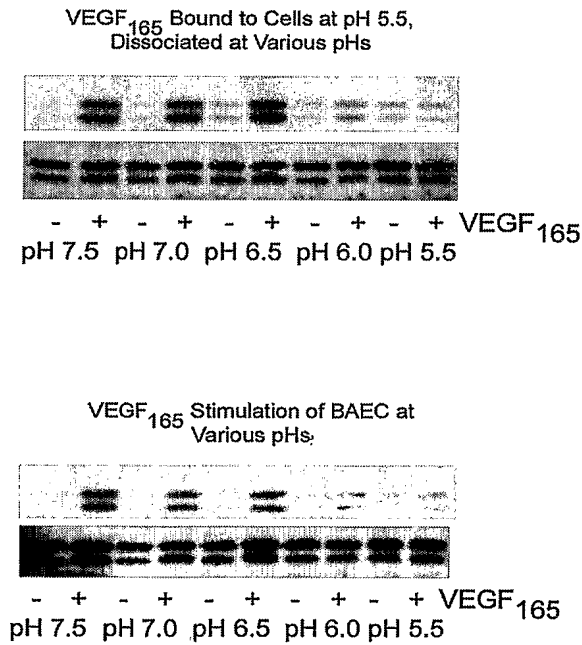 VEGF165 Bound to Cells at pH 5.5,
Dissociated at Various pHs
- + - + - + - + - + VEGF165
pH 7.5 pH 7.0 pH 6.5 pH 6.0 pH 5.5
VEGF165 Stimulation of BAEC at
Various pHs
- + - + - + - + - + VEGF165
pH 7.5 pH 7.0 pH 6.5 pH 6.0 pH 5.5